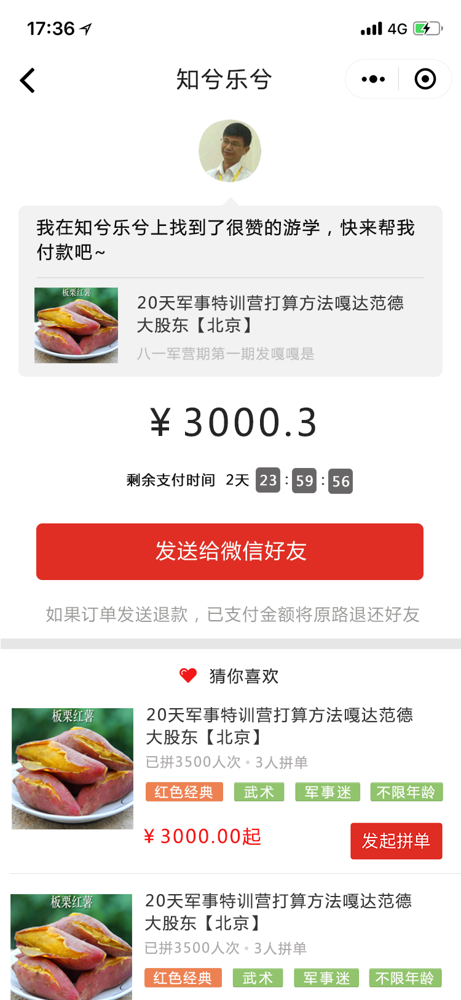 17:36
4G
知兮乐兮
我在知兮乐兮上找到了很赞的游学，快来帮我
付款吧~
板栗红薯
20天军事特训营打算方法嘎达范德
大股东【北京】
八一军营期第一期发嘎嘎是
¥ 3000.3
剩余支付时间 2天 23 : 59 : 56
发送给微信好友
如果订单发送退款，已支付金额将原路退还好友
猜你喜欢
板栗红薯
20天军事特训营打算方法嘎达范德
大股东【北京】
已拼3500人次 • 3人拼单
红色经典 武术 军事迷 不限年龄
¥ 3000.00起
发起拼单
板栗红薯
20天军事特训营打算方法嘎达范德
大股东【北京】
已拼3500人次 • 3人拼单
红色经典 武术 军事迷 不限年龄